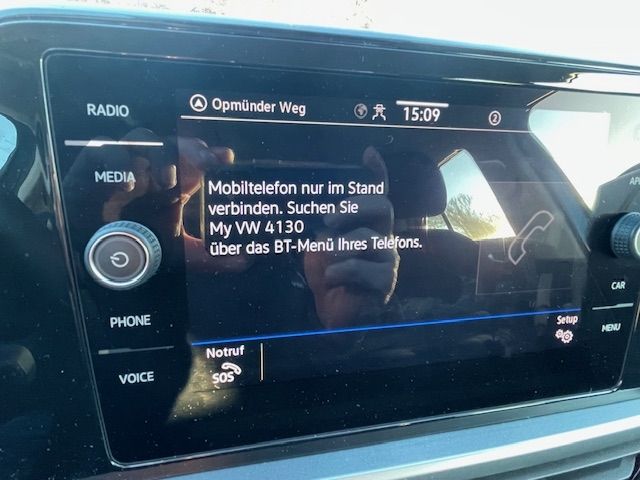 RADIO
MEDIA
PHONE
VOICE
Opmünder Weg
15:09
2
Mobiltelefon nur im Stand
verbinden. Suchen Sie
My VW 4130
über das BT-Menü Ihres Telefons.
Notruf
SOS
Setup
CAR
MENU